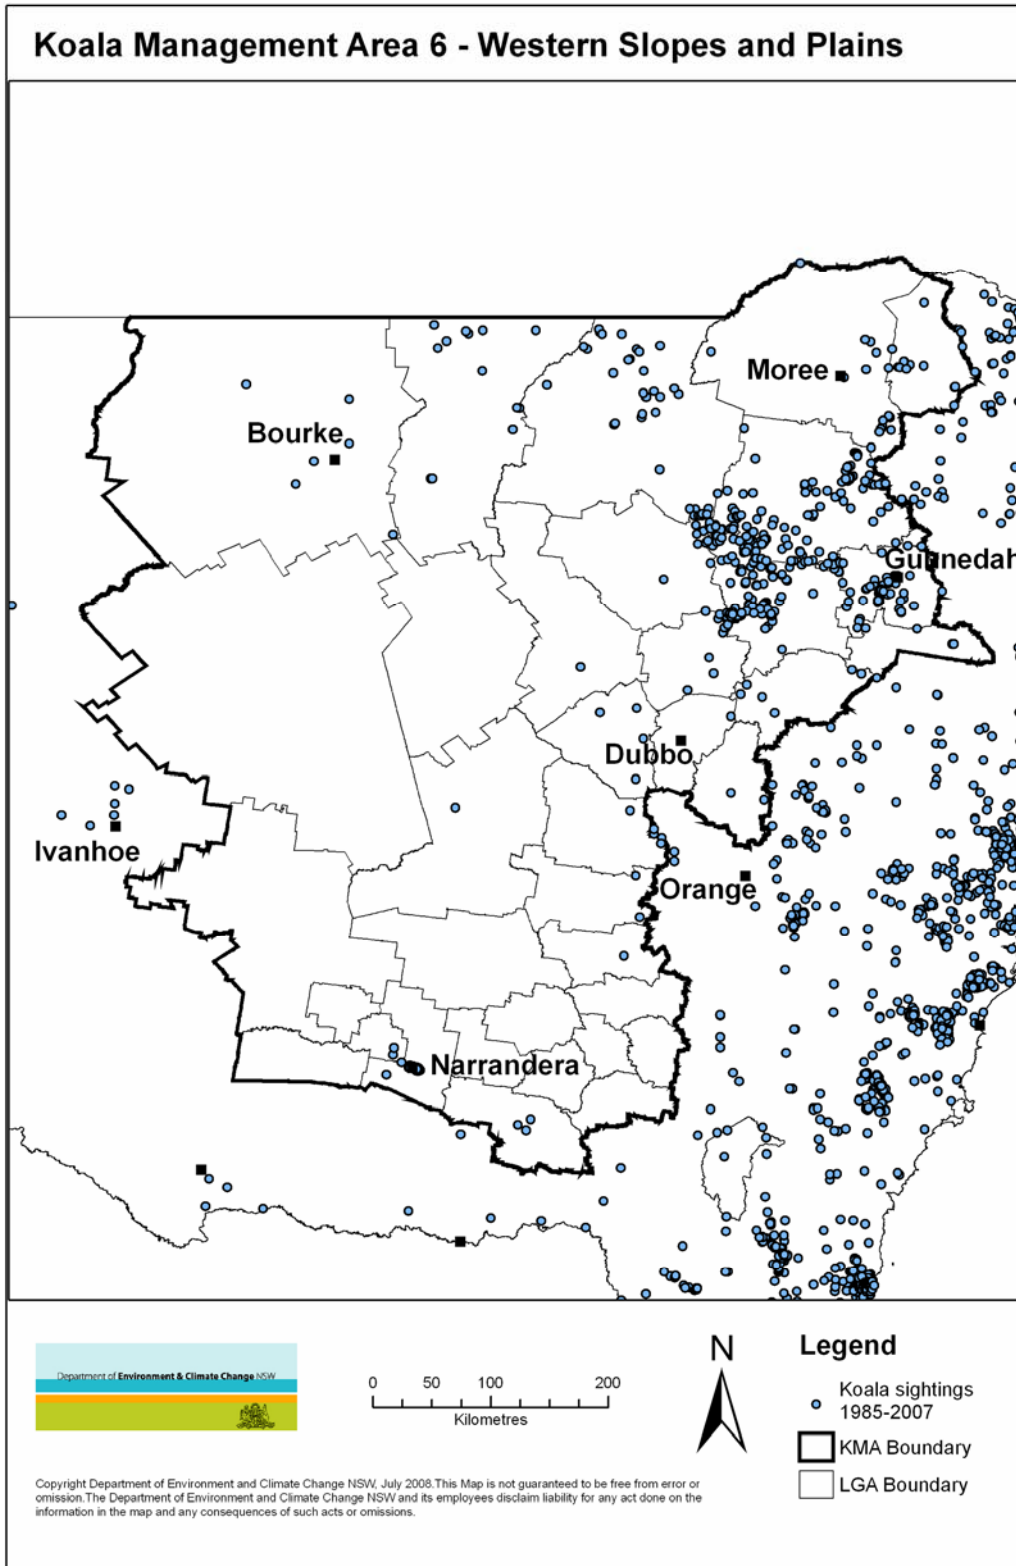 Koala Management Area 6 - Western Slopes and Plains
Moree
Bourke
Gunnedah
Dubbo
Ivanhoe
Orange
Narrandera
Department of Environment & Climate Change NSW
0 50 100 200
Kilometres
N
Legend
Koala sightings
1985-2007
KMA Boundary
LGA Boundary
Copyright Department of Environment and Climate Change NSW, July 2008.This Map is not guaranteed to be free from error or
omission.The Department of Environment and Climate Change NSW and its employees disclaim liability for any act done on the
information in the map and any consequences of such acts or omissions.